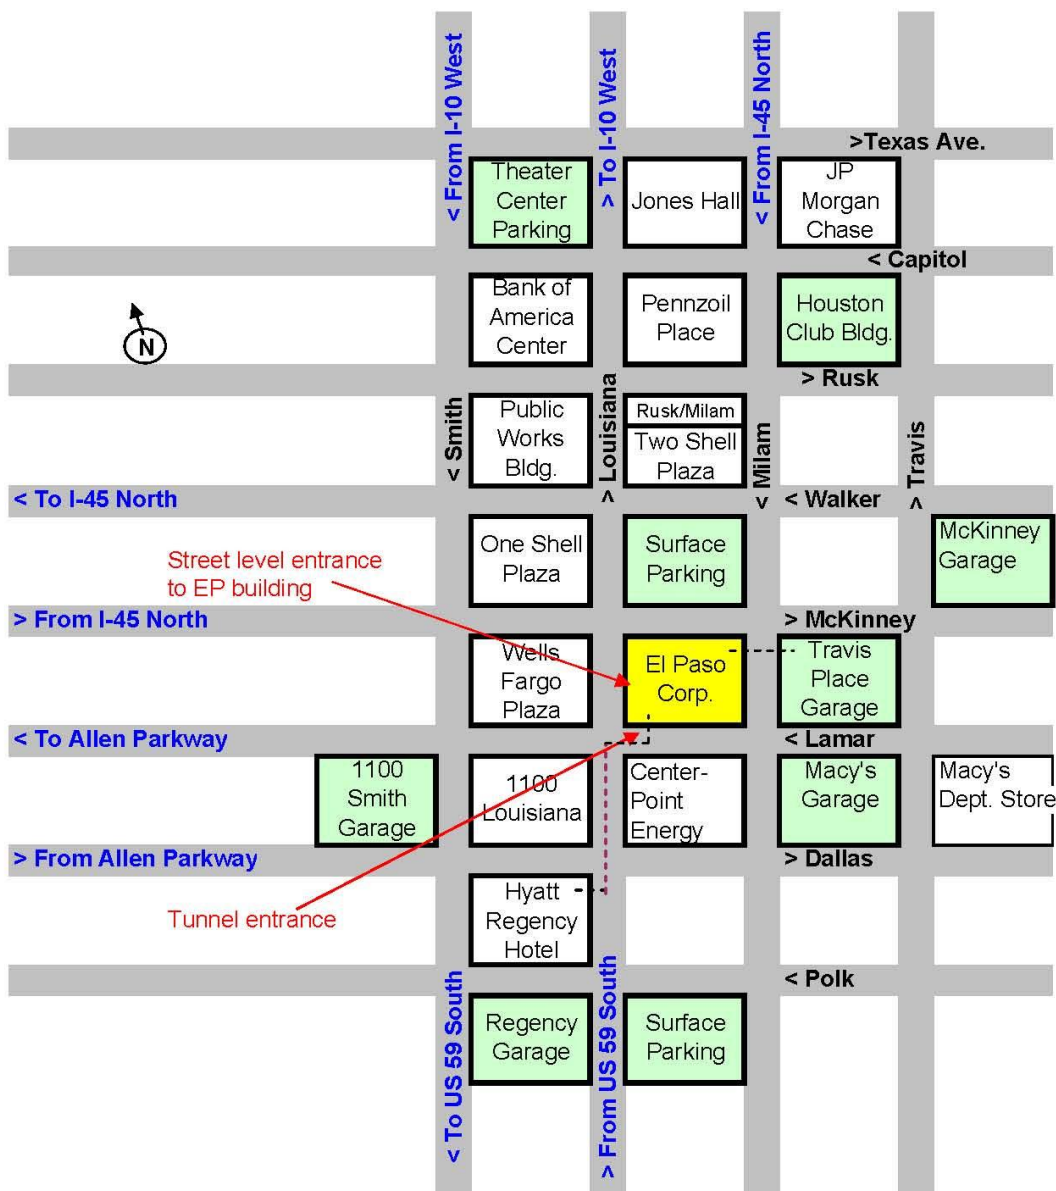 < From I-10 West
> To I-10 West
< From I-45 North
>Texas Ave.
Theater
Center
Parking
Jones Hall
JP
Morgan
Chase
< Capitol
Bank of
America
Center
Pennzoil
Place
Houston
Club Bldg.
N
> Rusk
< Smith
Public
Works
Bldg.
> Louisiana
Rusk/Milam
Two Shell
Plaza
< Milam
> Travis
< To I-45 North
< Walker
Street level entrance
to EP building
One Shell
Plaza
Surface
Parking
McKinney
Garage
> From I-45 North
> McKinney
Wells
Fargo
Plaza
El Paso
Corp.
Travis
Place
Garage
< To Allen Parkway
< Lamar
1100
Smith
Garage
1100
Louisiana
Center-
Point
Energy
Macy's
Garage
Macy's
Dept. Store
> From Allen Parkway
> Dallas
Tunnel entrance
Hyatt
Regency
Hotel
< Polk
< To US 59 South
Regency
Garage
> From US 59 South
Surface
Parking